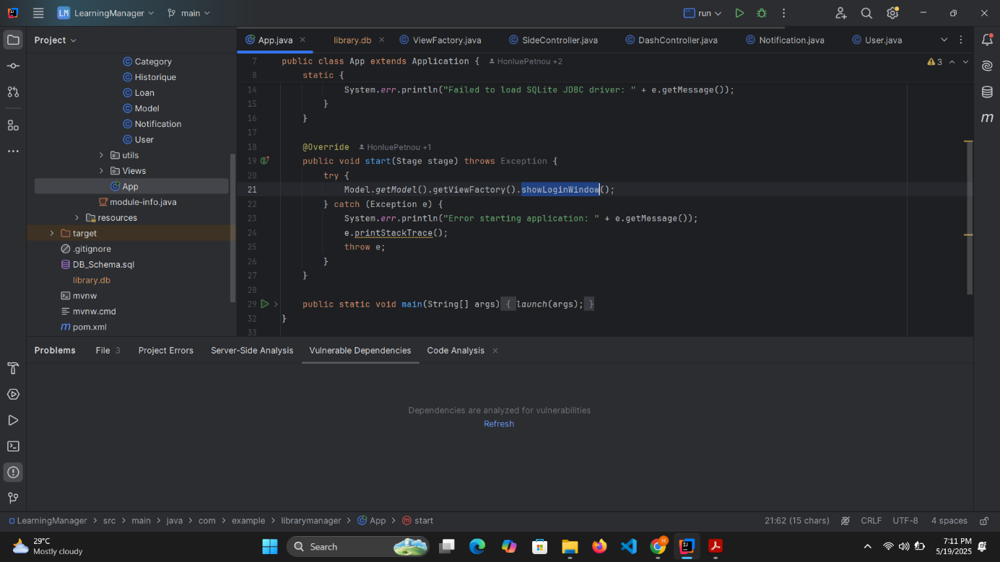 LM LearningManager main run
Project
App.java library.db ViewFactory.java SideController.java DashController.java Notification.java User.java
Category
Historique
Loan
Model
Notification
User
utils
Views
App
module-info.java
resources
target
.gitignore
DB_Schema.sql
library.db
mvnw
mvnw.cmd
pom.xml
3
7 public class App extends Application { HonluePetnou +2
8 static {
14 System.err.println("Failed to load SQLite JDBC driver: " + e.getMessage());
15 }
16 }
17
18 @Override HonluePetnou +1
19 public void start(Stage stage) throws Exception {
20 try {
21 Model.getModel().getViewFactory().showLoginWindow();
22 } catch (Exception e) {
23 System.err.println("Error starting application: " + e.getMessage());
24 e.printStackTrace();
25 throw e;
26 }
27 }
28
29 public static void main(String[] args) { launch(args); }
32 }
33
Problems File 3 Project Errors Server-Side Analysis Vulnerable Dependencies Code Analysis
Dependencies are analyzed for vulnerabilities
Refresh
LearningManager > src > main > java > com > example > librarymanager > App > start 21:62 (15 chars) CRLF UTF-8 4 spaces
29°C
Mostly cloudy
Search
7:11 PM
5/19/2025